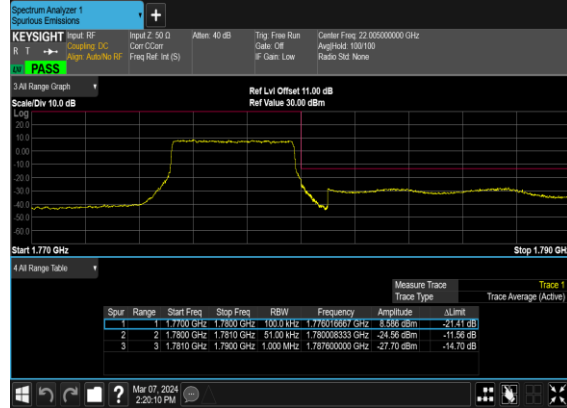 Spectrum Analyzer 1
Spurious Emissions
+
KEYSIGHT Input: RF Input Z: 50 Ω Atten: 40 dB Trig: Free Run Center Freq: 22.005000000 GHz
R T Coupling: DC Corr CCorr Gate: Off Avg|Hold: 100/100
Align: Auto/No RF Freq Ref: Int (S) IF Gain: Low Radio Std: None
PASS
3 All Range Graph
Ref Lvl Offset 11.00 dB
Scale/Div 10.0 dB Ref Value 30.00 dBm
Log
20.0
10.0
0.00
-10.0
-20.0
-30.0
-40.0
-50.0
-60.0
Start 1.770 GHz Stop 1.790 GH
4 All Range Table
Measure Trace Trace 1
Trace Type Trace Average (Active)
Spur Range Start Freq Stop Freq RBW Frequency Amplitude ΔLimit
1 1 1.7700 GHz 1.7800 GHz 100.0 kHz 1.776016667 GHz 8.586 dBm -21.41 dB
2 2 1.7800 GHz 1.7810 GHz 51.00 kHz 1.780008333 GHz -24.56 dBm -11.56 dB
3 3 1.7810 GHz 1.7900 GHz 1.000 MHz 1.787600000 GHz -27.70 dBm -14.70 dB
? Mar 07, 2024
2:20:10 PM